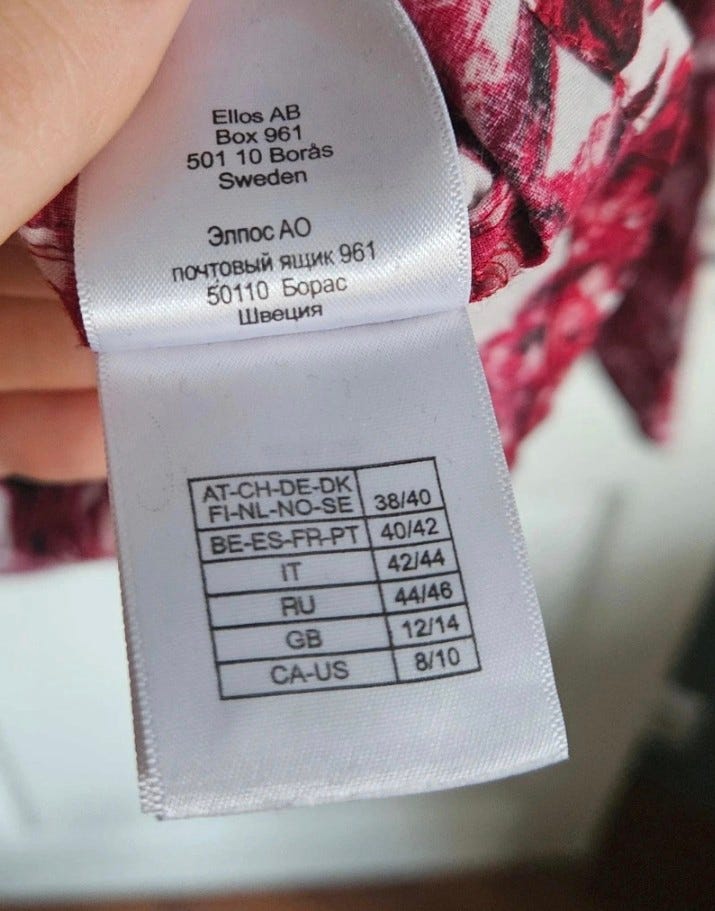 Ellos AB
Box 961
501 10 Borås
Sweden
Элпос АО
почтовый ящик 961
50110 Борас
Швеция
AT-CH-DE-DK
FI-NL-NO-SE 38/40
BE-ES-FR-PT 40/42
IT 42/44
RU 44/46
GB 12/14
CA-US 8/10